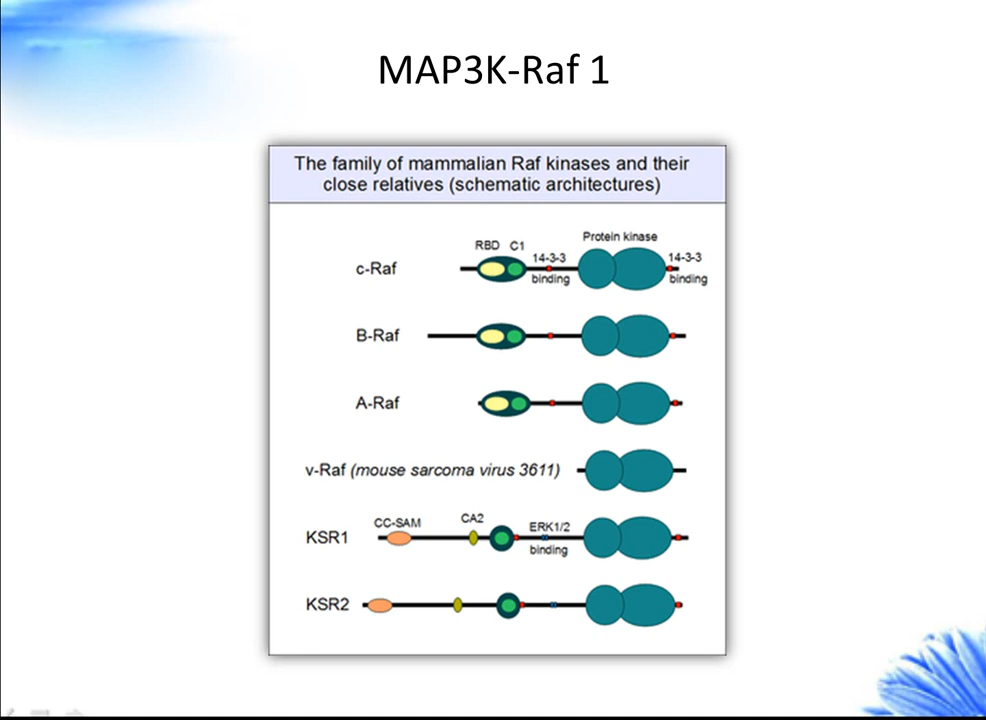 MAP3K-Raf 1
The family of mammalian Raf kinases and their
close relatives (schematic architectures)
RBD C1 14-3-3 binding Protein kinase 14-3-3 binding
c-Raf
B-Raf
A-Raf
v-Raf (mouse sarcoma virus 3611)
CC-SAM CA2 ERK1/2 binding
KSR1
KSR2